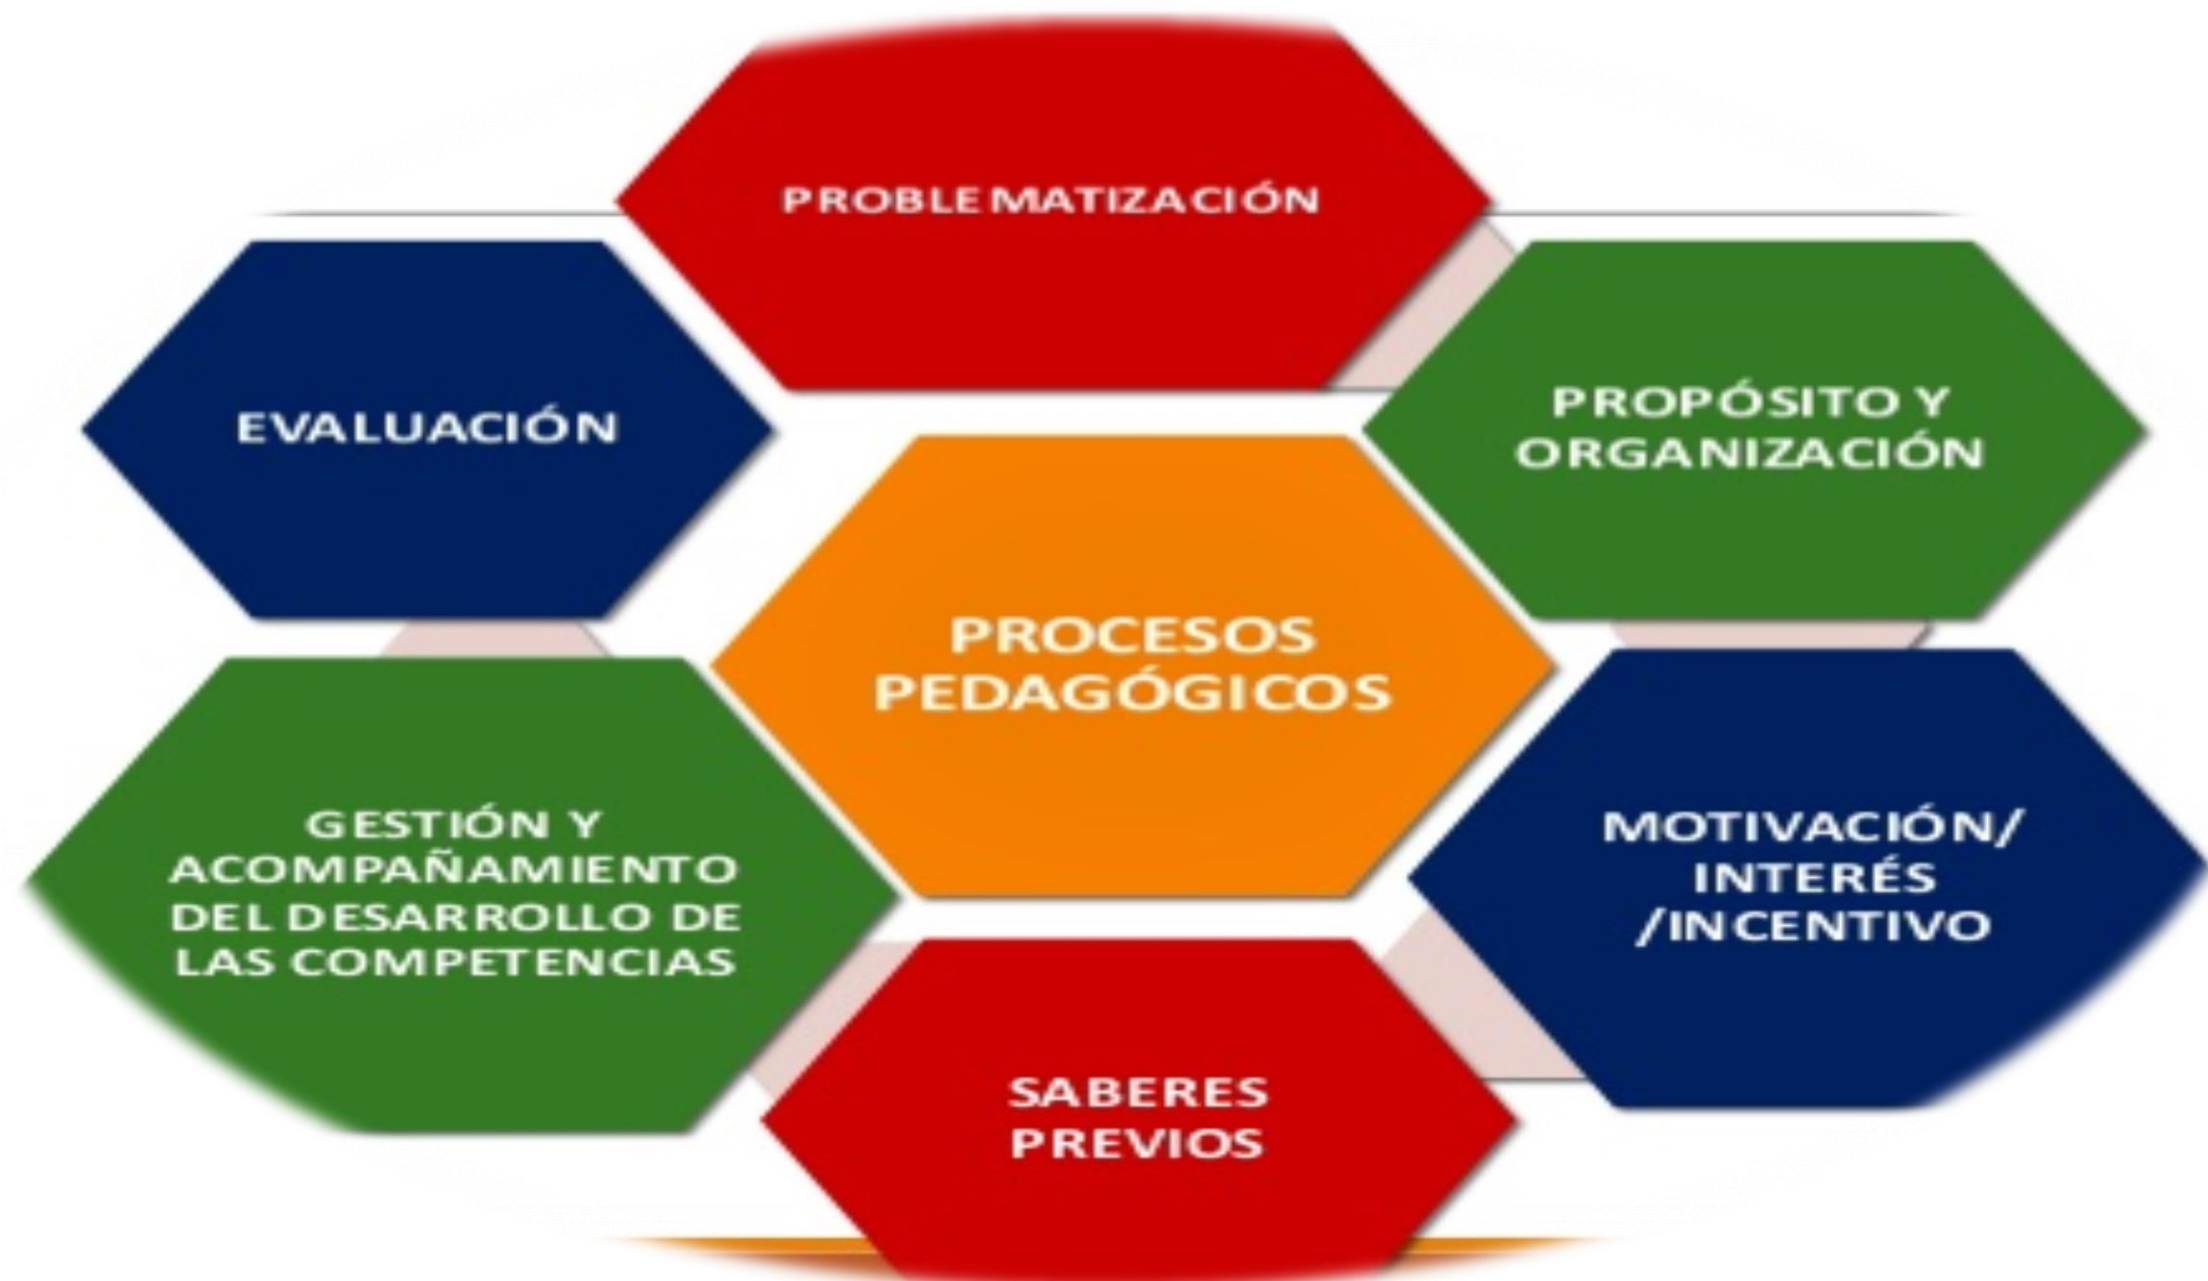 PROBLEMATIZACIÓN
PROPÓSITO Y
ORGANIZACIÓN
MOTIVACIÓN/
INTERÉS
/INCENTIVO
SABERES
PREVIOS
GESTIÓN Y
ACOMPAÑAMIENTO
DEL DESARROLLO DE
LAS COMPETENCIAS
EVALUACIÓN
PROCESOS
PEDAGÓGICOS